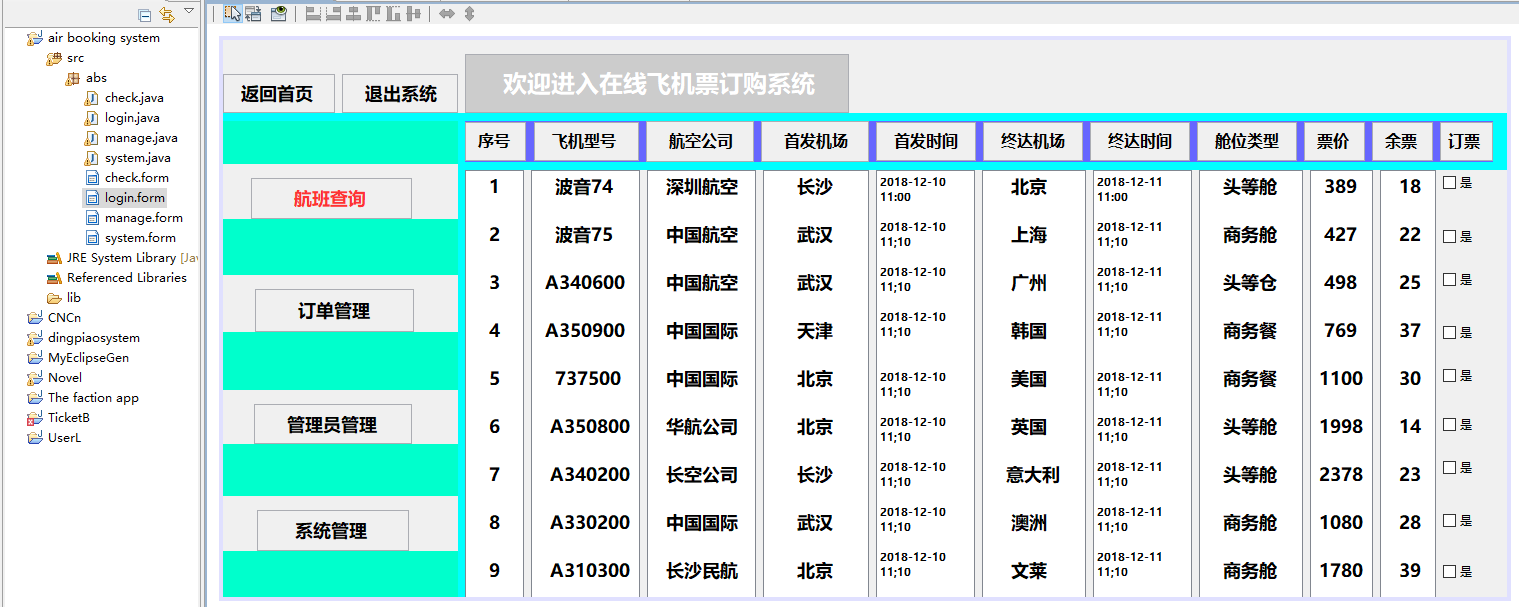 air booking system
src
abs
check.java
login.java
manage.java
system.java
check.form
login.form
manage.form
system.form
JRE System Library [Jav
Referenced Libraries
lib
CNCn
dingpiaosystem
MyEclipseGen
Novel
The faction app
TicketB
UserL
返回首页 退出系统 欢迎进入在线飞机票订购系统
航班查询
订单管理
管理员管理
系统管理
序号 飞机型号 航空公司 首发机场 首发时间 终达机场 终达时间 舱位类型 票价 余票 订票
1 波音74 深圳航空 长沙 2018-12-10 11:00 北京 2018-12-11 11:00 头等舱 389 18 是
2 波音75 中国航空 武汉 2018-12-10 11;10 上海 2018-12-11 11;10 商务舱 427 22 是
3 A340600 中国航空 武汉 2018-12-10 11;10 广州 2018-12-11 11;10 头等仓 498 25 是
4 A350900 中国国际 天津 2018-12-10 11;10 韩国 2018-12-11 11;10 商务餐 769 37 是
5 737500 中国国际 北京 2018-12-10 11;10 美国 2018-12-11 11;10 商务餐 1100 30 是
6 A350800 华航公司 北京 2018-12-10 11;10 英国 2018-12-11 11;10 头等舱 1998 14 是
7 A340200 长空公司 长沙 2018-12-10 11;10 意大利 2018-12-11 11;10 头等舱 2378 23 是
8 A330200 中国国际 武汉 2018-12-10 11;10 澳洲 2018-12-11 11;10 商务舱 1080 28 是
9 A310300 长沙民航 北京 2018-12-10 11;10 文莱 2018-12-11 11;10 商务舱 1780 39 是